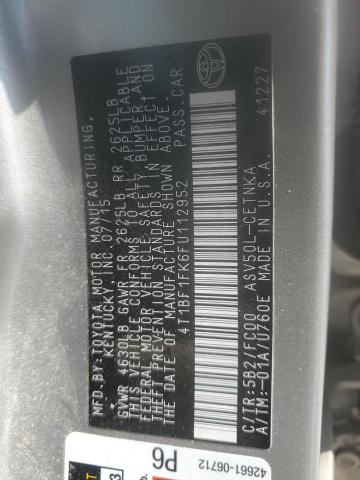 MFD.BY:TOYOTA MOTOR MANUFACTURING,
KENTUCKY, INC. 07/15
GVWR 4630LB GAWR FR 2625LB RR 2625LB
THIS VEHICLE CONFORMS TO ALL APPLICABLE
FEDERAL MOTOR VEHICLE SAFETY, BUMPER, AND
THEFT PREVENTION STANDARDS IN EFFECT ON
THE DATE OF MANUFACTURE SHOWN ABOVE.
4T1BF1FK6FU112952 PASS.CAR
C/TR:5B2/FC00 ASV50L-CETNKA
A/TM:-01A/U760E MADE IN U.S.A. 41227
TOYOTA
42661-06712
P6